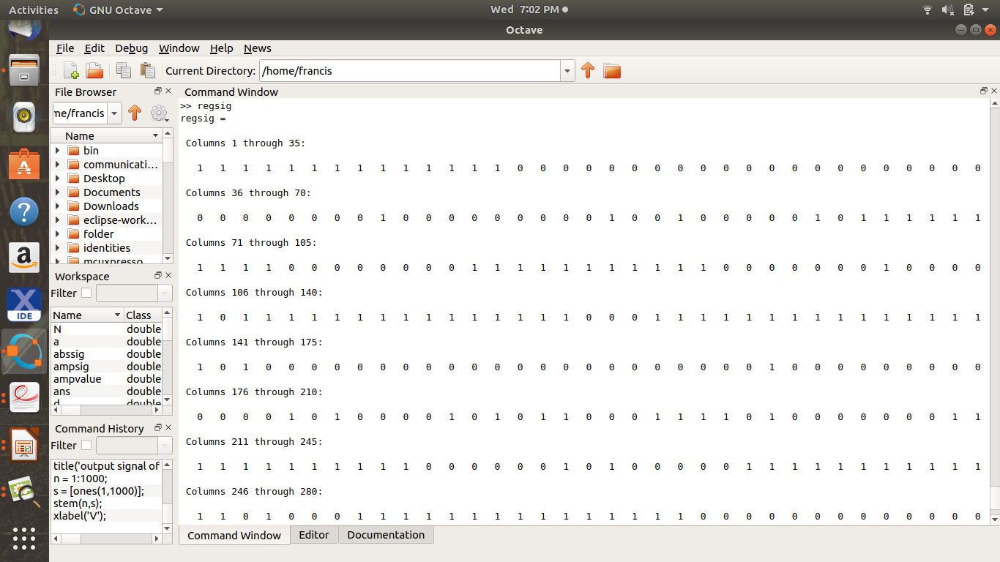 Activities
GNU Octave
Wed 7:02 PM
Octave
File Edit Debug Window Help News
Current Directory: /home/francis
File Browser
me/francis
Name
bin
communicati...
Desktop
Documents
Downloads
eclipse-work...
folder
identities
mcuxpresso
Workspace
Filter
Name Class
N double
a double
abssig double
ampsig double
ampvalue double
ans double
d double
Command History
Filter
title('output signal of
n = 1:1000;
s = [ones(1,1000)];
stem(n,s);
xlabel('V');
Command Window
>> regsig
regsig =
Columns 1 through 35:
1 1 1 1 1 1 1 1 1 1 1 1 1 1 0 0 0 0 0 0 0 0 0 0 0 0 0 0 0 0 0 0 0 0 0
Columns 36 through 70:
0 0 0 0 0 0 0 0 1 0 0 0 0 0 0 0 0 0 1 0 0 1 0 0 0 0 0 1 0 1 1 1 1 1 1
Columns 71 through 105:
1 1 1 1 0 0 0 0 0 0 0 0 1 1 1 1 1 1 1 1 1 1 1 0 0 0 0 0 0 0 1 0 0 0 0
Columns 106 through 140:
1 0 1 1 1 1 1 1 1 1 1 1 1 1 1 1 1 0 0 0 1 1 1 1 1 1 1 1 1 1 1 1 1 1 1
Columns 141 through 175:
1 0 1 0 0 0 0 0 0 0 0 0 0 0 0 0 0 0 0 0 0 0 0 0 0 1 0 0 0 0 0 0 0 0 0
Columns 176 through 210:
0 0 0 0 1 0 1 0 0 0 0 1 0 1 0 1 1 0 0 0 1 1 1 1 0 1 0 0 0 0 0 0 0 1 1
Columns 211 through 245:
1 1 1 1 1 1 1 1 1 1 0 0 0 0 0 0 1 0 1 0 0 0 0 0 1 1 1 1 1 1 1 1 1 1 1
Columns 246 through 280:
1 1 0 1 0 0 0 1 1 1 1 1 1 1 1 1 1 1 1 1 1 1 0 0 0 0 0 0 0 0 0 0 0 0 0
Command Window Editor Documentation
a
IDE